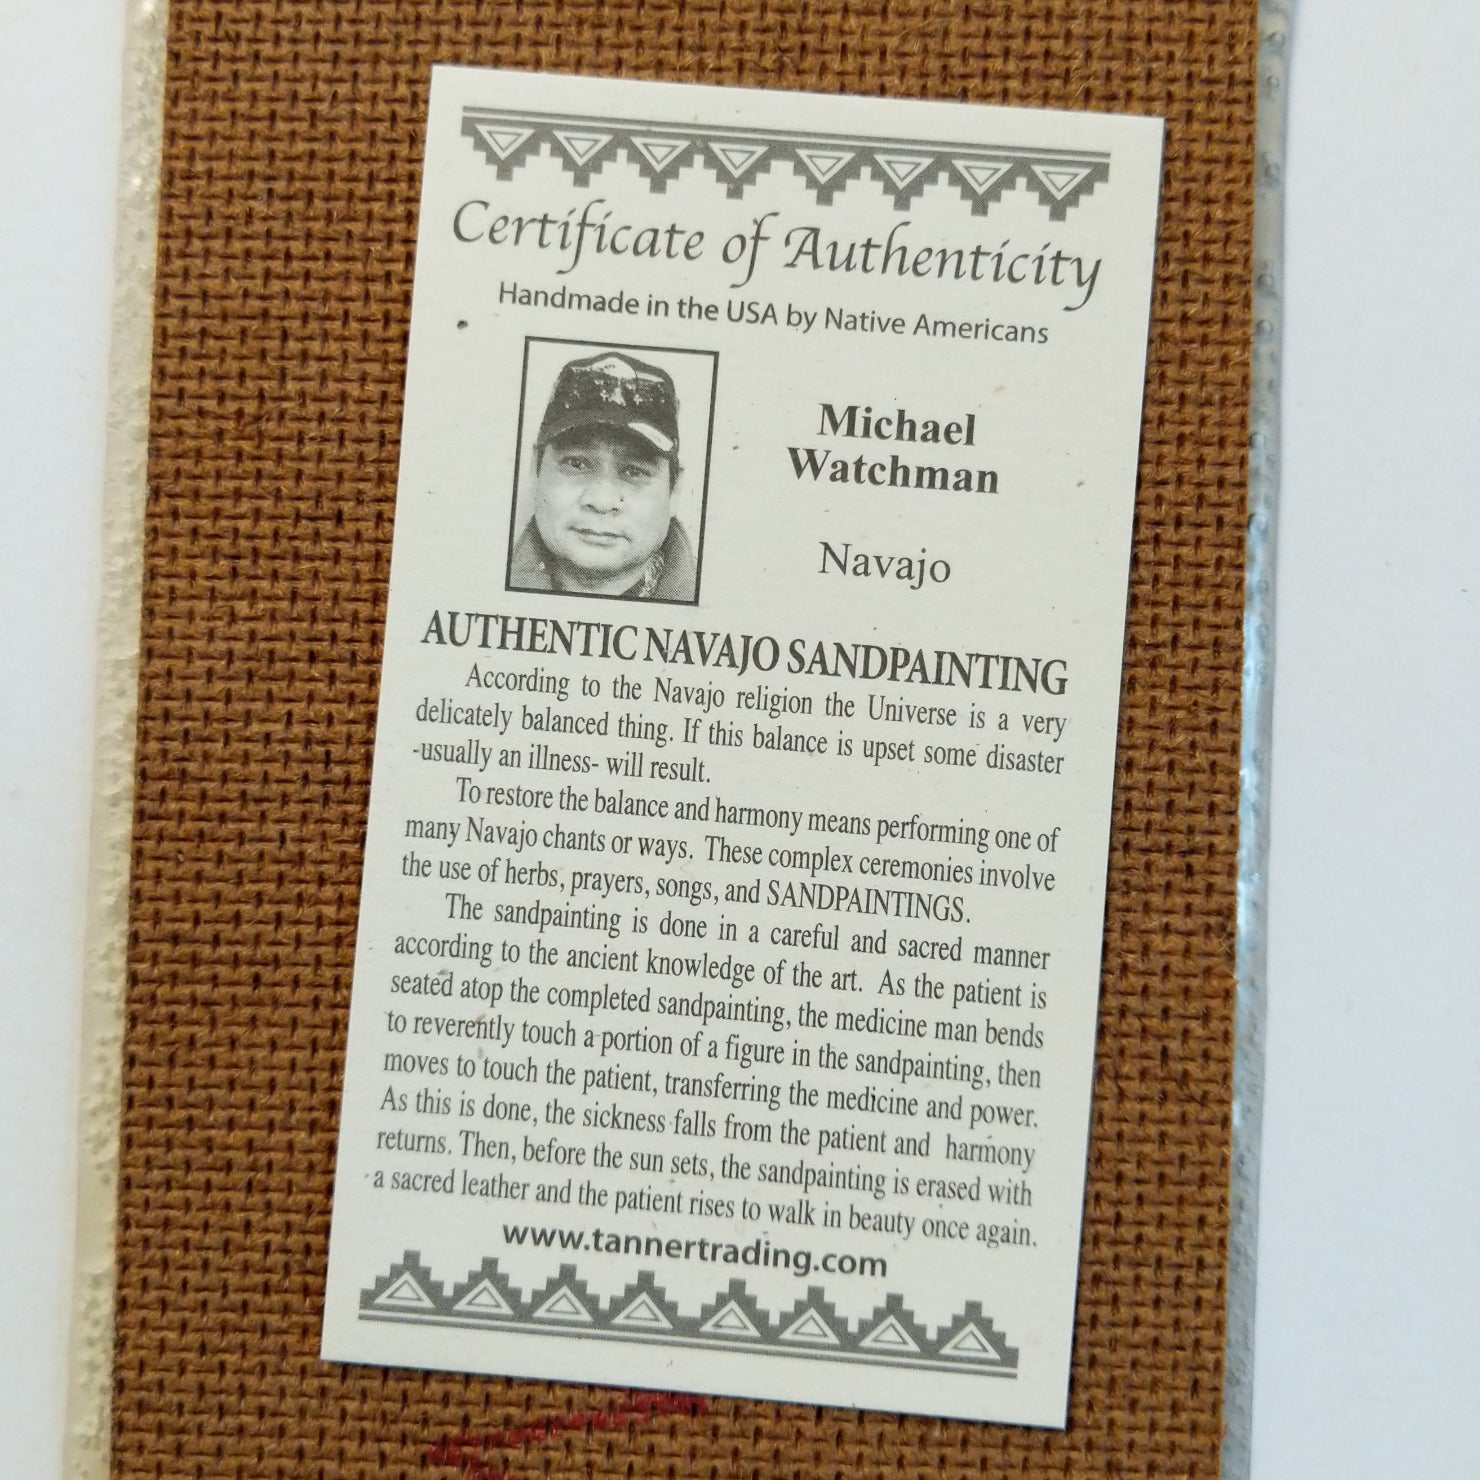 Certificate of Authenticity
Handmade in the USA by Native Americans
Michael
Watchman
Navajo
AUTHENTIC NAVAJO SANDPAINTING
According to the Navajo religion the Universe is a very
delicately balanced thing. If this balance is upset some disaster
-usually an illness- will result.
To restore the balance and harmony means performing one of
many Navajo chants or ways. These complex ceremonies involve
the use of herbs, prayers, songs, and SANDPAINTINGS.
The sandpainting is done in a careful and sacred manner
according to the ancient knowledge of the art. As the patient is
seated atop the completed sandpainting, the medicine man bends
to reverently touch a portion of a figure in the sandpainting, then
moves to touch the patient, transferring the medicine and power.
As this is done, the sickness falls from the patient and harmony
returns. Then, before the sun sets, the sandpainting is erased with
a sacred leather and the patient rises to walk in beauty once again.
www.tannertrading.com